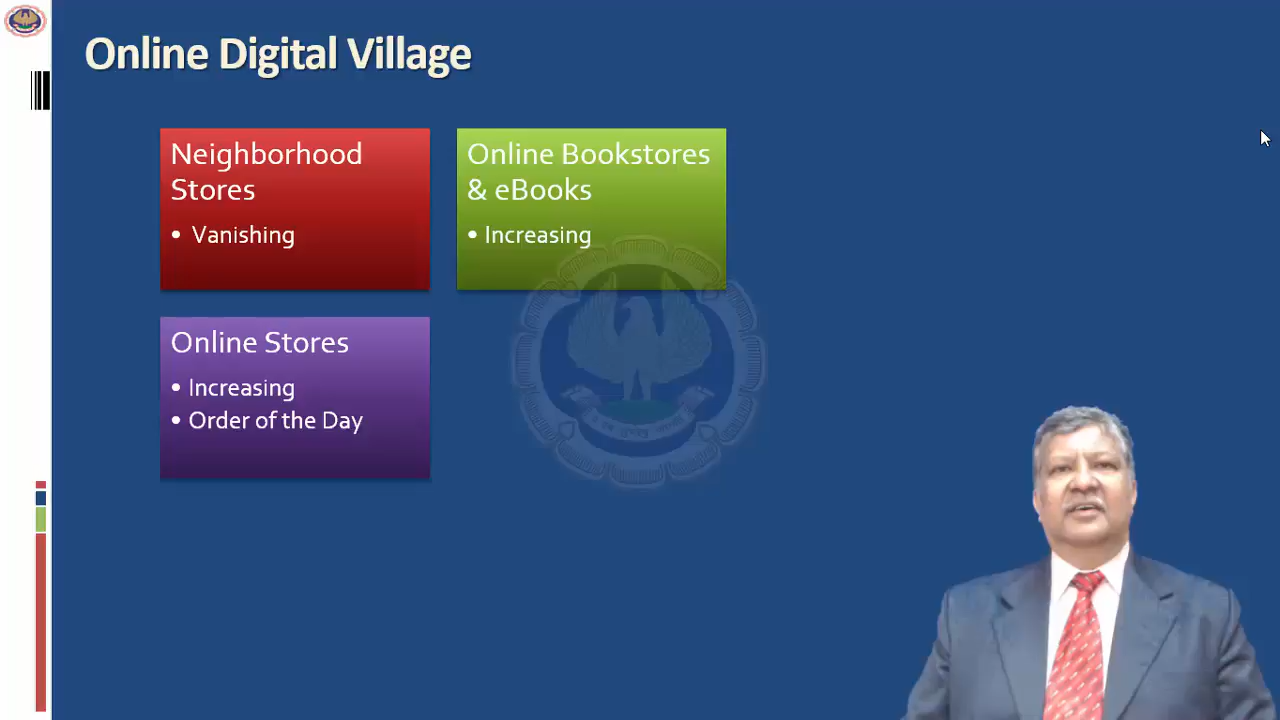 Online Digital Village
Neighborhood
Stores
• Vanishing
Online Bookstores
& eBooks
• Increasing
Online Stores
• Increasing
• Order of the Day